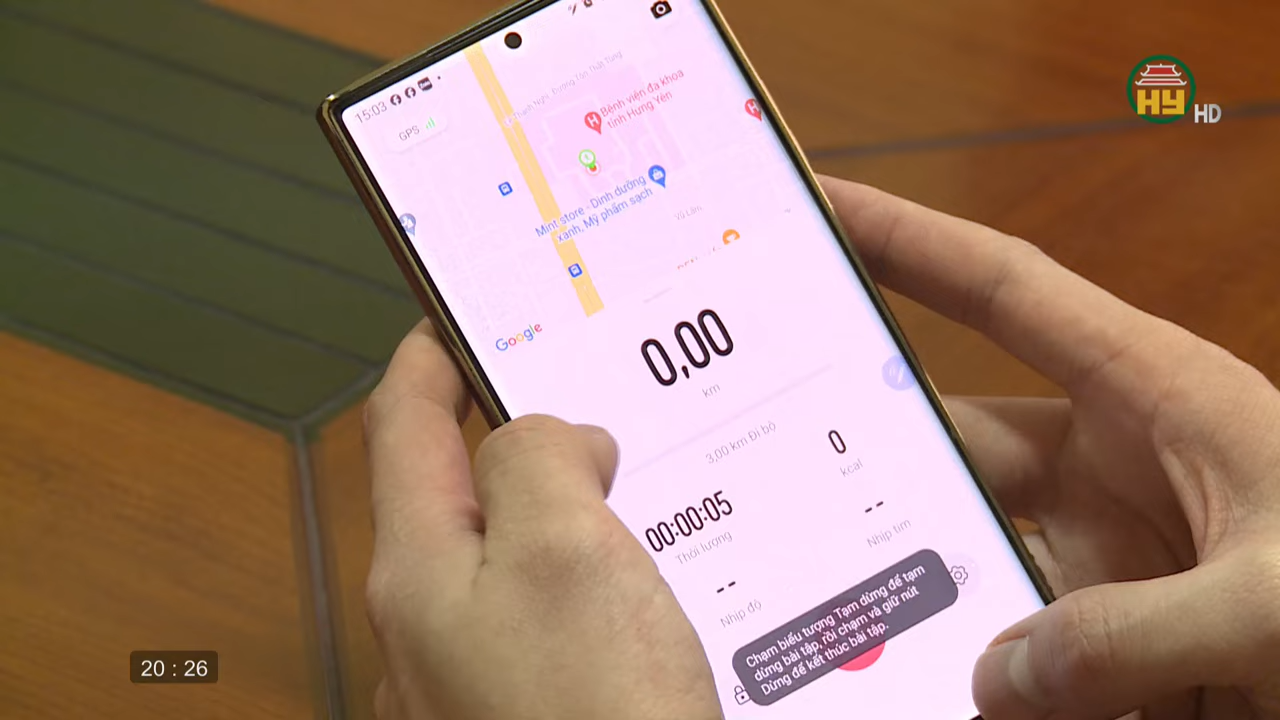 15:03
GPS
Bệnh viện đa khoa
tỉnh Hưng Yên
Mint store - Dinh dưỡng
xanh, Mỹ phẩm sạch
Vũ Lăng
Google
0,00
km
3,00 km Đi bộ
0
kcal
00:00:05
Thời lượng
--
Nhịp tim
--
Nhịp độ
Chạm biểu tượng Tạm dừng để tạm
dừng bài tập, rồi chạm và giữ nút
Dừng để kết thúc bài tập.
HY
HD
20 : 26